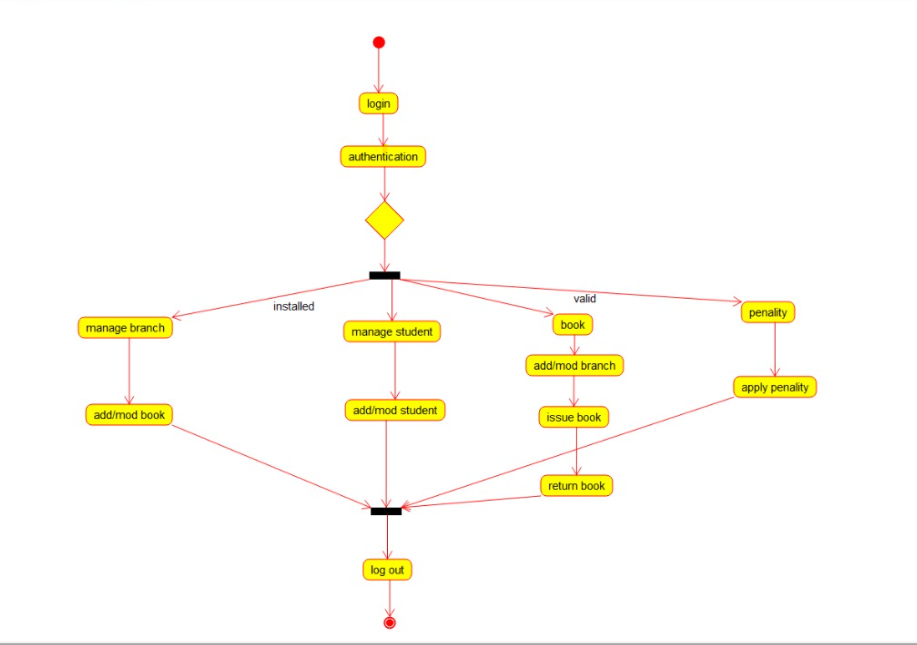 login
authentication
installed
valid
manage branch
manage student
book
penality
add/mod branch
apply penality
add/mod book
add/mod student
issue book
return book
log out